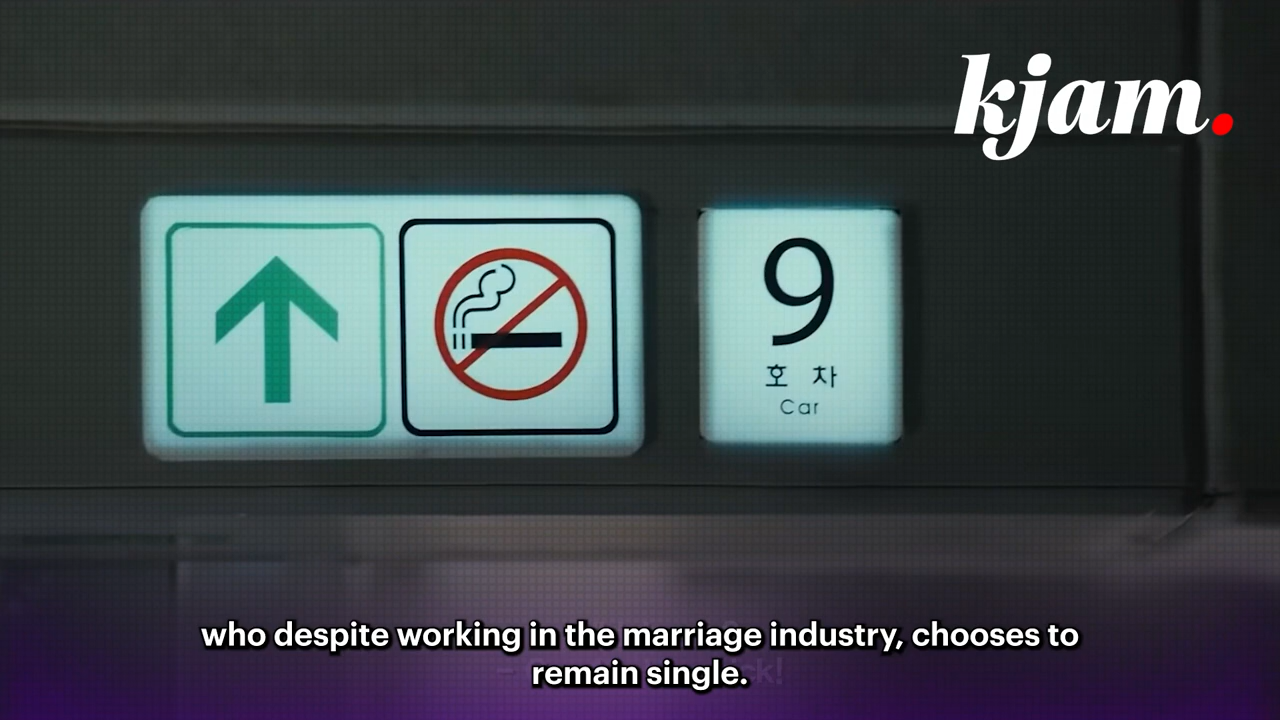 kjam.
9
호 차
Car
who despite working in the marriage industry, chooses to
remain single.